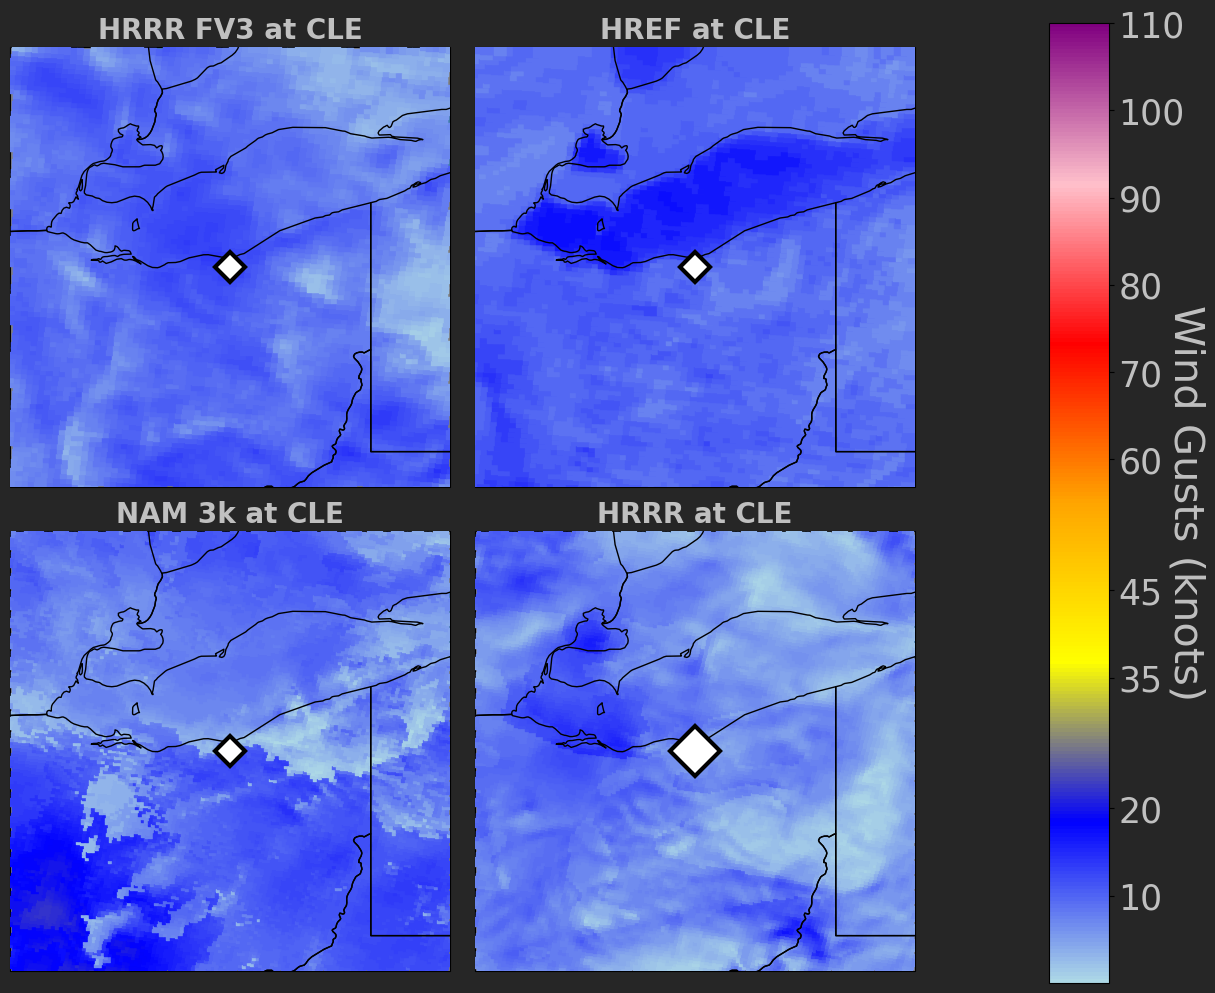 HRRR FV3 at CLE
HREF at CLE
NAM 3k at CLE
HRRR at CLE
110
100
90
80
70
60
45
35
20
10
Wind Gusts (knots)